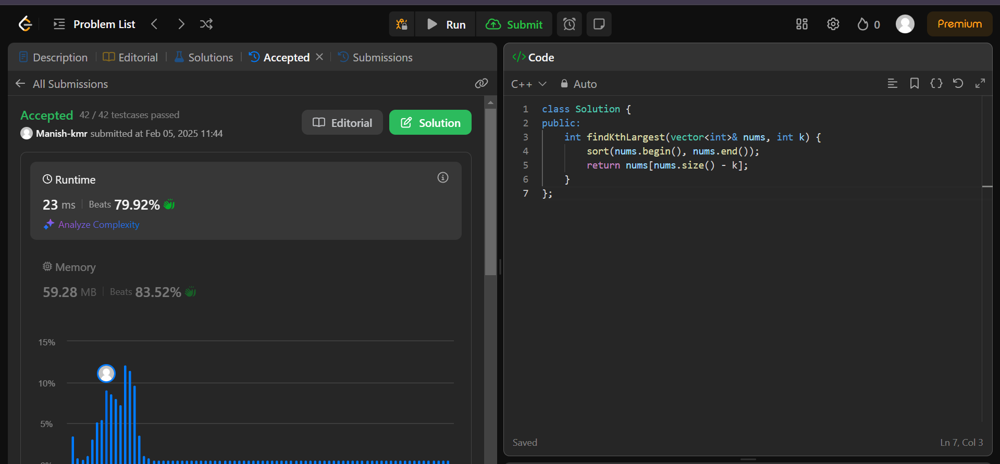 Problem List
Run
Submit
0
Premium
Description
Editorial
Solutions
Accepted
Submissions
All Submissions
Accepted 42 / 42 testcases passed
Manish-kmr submitted at Feb 05, 2025 11:44
Editorial
Solution
Runtime
23 ms Beats 79.92%
Analyze Complexity
Memory
59.28 MB Beats 83.52%
15%
10%
5%
0%
</> Code
C++ Auto
1 class Solution {
2 public:
3 int findKthLargest(vector<int>& nums, int k) {
4 sort(nums.begin(), nums.end());
5 return nums[nums.size() - k];
6 }
7 };
Saved
Ln 7, Col 3